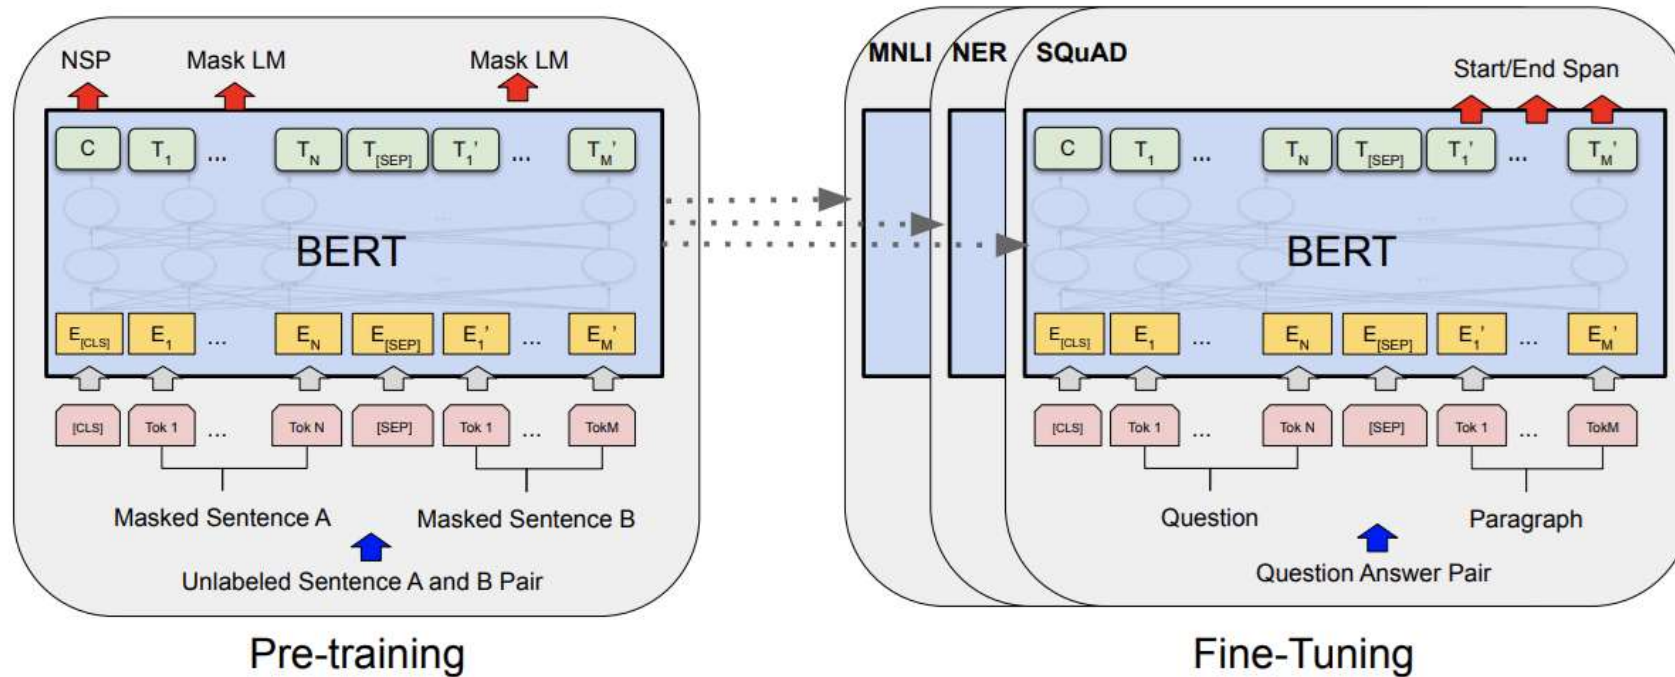 NSP Mask LM Mask LM
C T1 ... TN T[SEP] T1' ... TM'
...
BERT
...
E[CLS] E1 ... EN E[SEP] E1' ... EM'
[CLS] Tok 1 ... Tok N [SEP] Tok 1 ... TokM
Masked Sentence A Masked Sentence B
Unlabeled Sentence A and B Pair
Pre-training
MNLI NER SQuAD
Start/End Span
C T1 ... TN T[SEP] T1' ... TM'
...
BERT
...
E[CLS] E1 ... EN E[SEP] E1' ... EM'
[CLS] Tok 1 ... Tok N [SEP] Tok 1 ... TokM
Question Paragraph
Question Answer Pair
Fine-Tuning